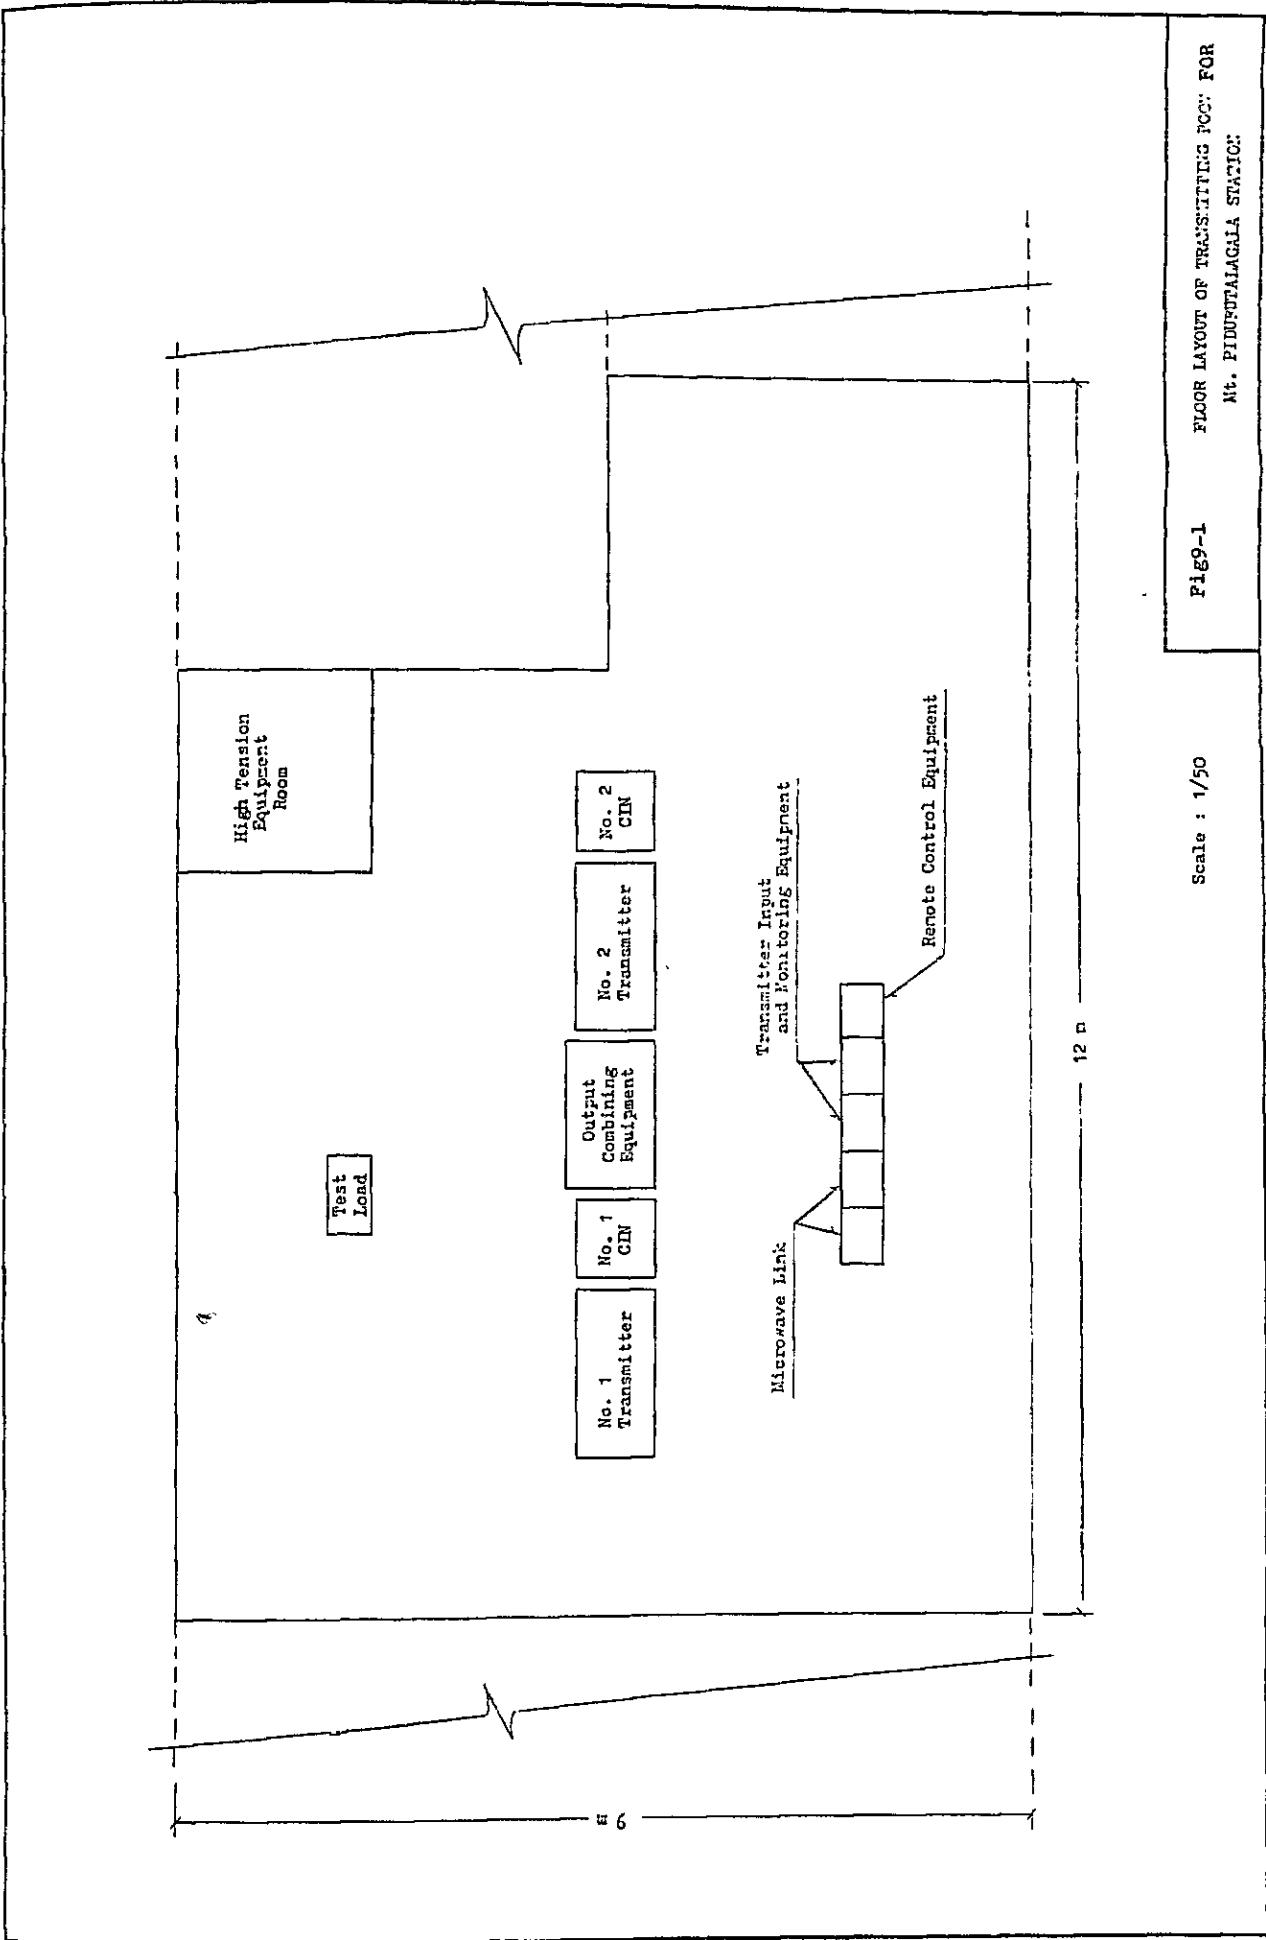 High Tension
Equipment
Room
Test
Load
No. 1
Transmitter
No. 1
CIN
Output
Combining
Equipment
No. 2
Transmitter
No. 2
CIN
Microwave Link
Transmitter Input
and Monitoring Equipment
Remote Control Equipment
9 m
12 m
Scale : 1/50
Fig9-1
FLOOR LAYOUT OF TRANSMITTING ROOM FOR
Mt. PIDURUTALAGALA STATION